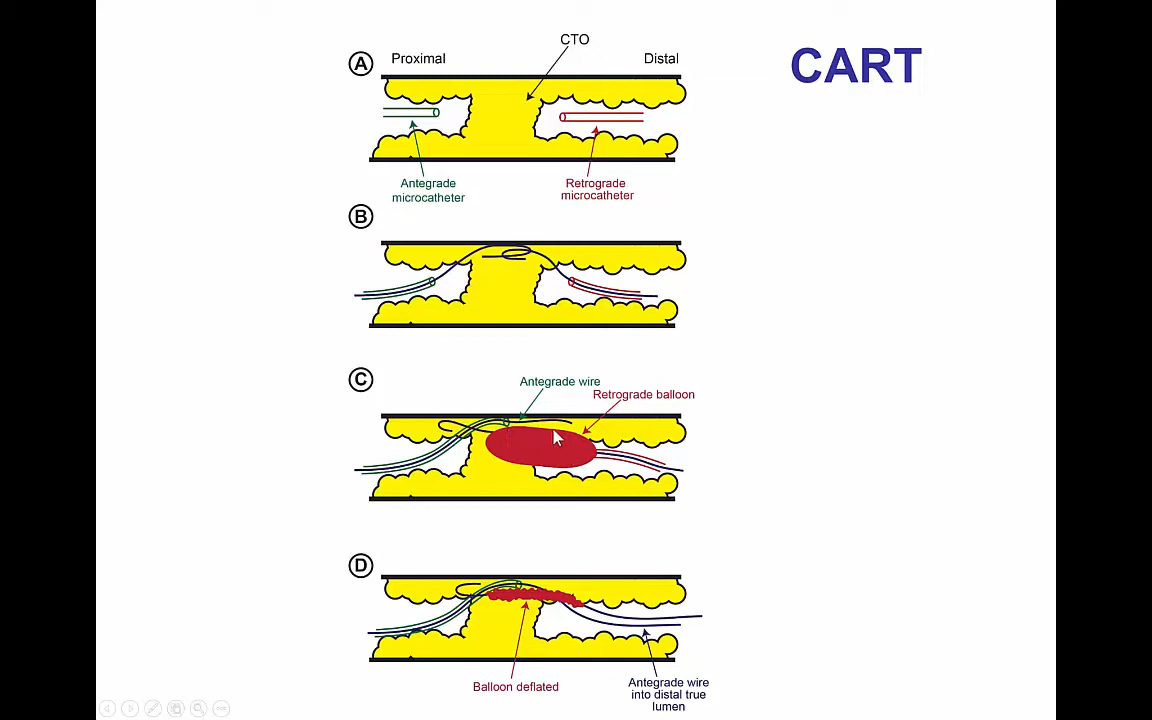 CART
CTO
A
Proximal
Distal
Antegrade
microcatheter
Retrograde
microcatheter
B
C
Antegrade wire
Retrograde balloon
D
Balloon deflated
Antegrade wire
into distal true
lumen